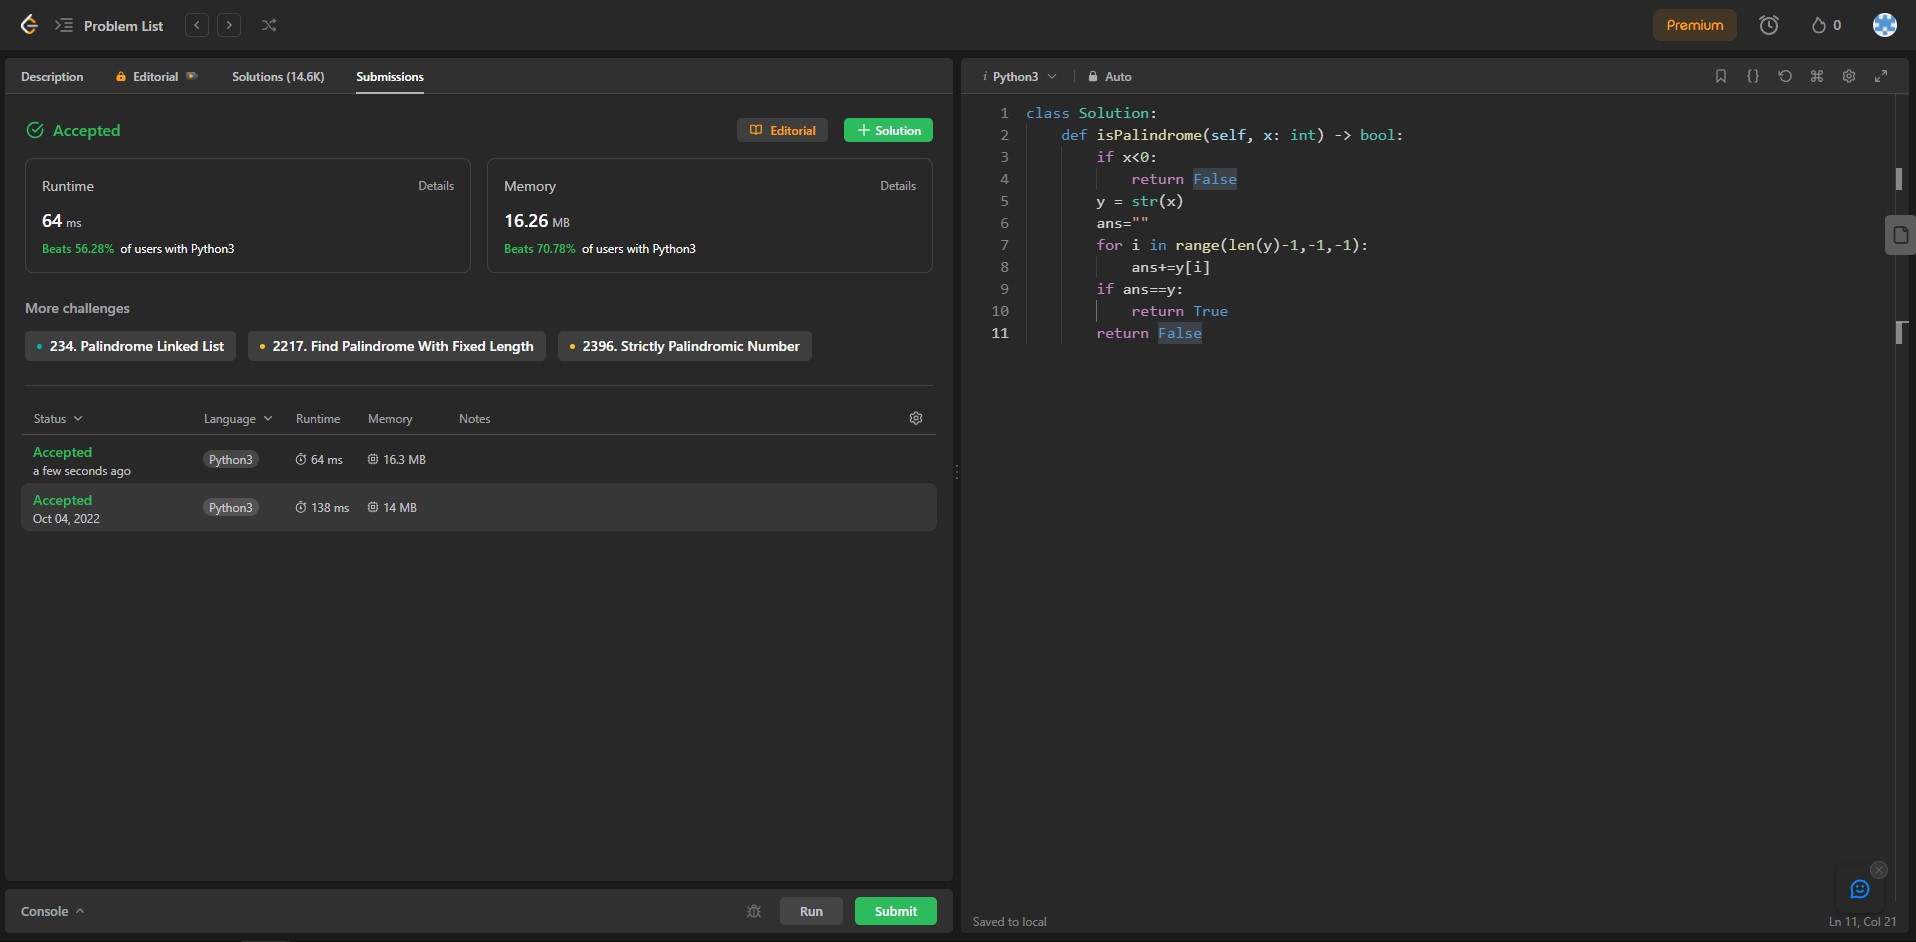 Problem List
Premium
0
Description
Editorial
Solutions (14.6K)
Submissions
Accepted
Editorial
Solution
Runtime
Details
64 ms
Beats 56.28% of users with Python3
Memory
Details
16.26 MB
Beats 70.78% of users with Python3
More challenges
234. Palindrome Linked List
2217. Find Palindrome With Fixed Length
2396. Strictly Palindromic Number
Status Language Runtime Memory Notes
Accepted
a few seconds ago
Python3 64 ms 16.3 MB
Accepted
Oct 04, 2022
Python3 138 ms 14 MB
Console
Run
Submit
i Python3
Auto
1 class Solution:
2 def isPalindrome(self, x: int) -> bool:
3 if x<0:
4 return False
5 y = str(x)
6 ans=""
7 for i in range(len(y)-1,-1,-1):
8 ans+=y[i]
9 if ans==y:
10 return True
11 return False
Saved to local
Ln 11, Col 21